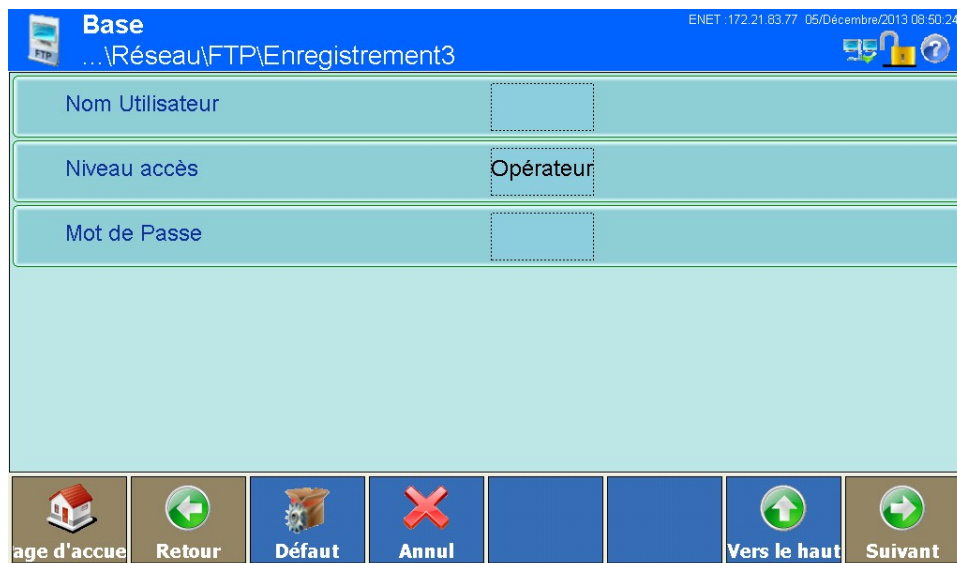 Base
ENET :172.21.83.77 05/Décembre/2013 08:50:24
FTP
...\Réseau\FTP\Enregistrement3
Nom Utilisateur
Niveau accès
Opérateur
Mot de Passe
age d'accue
Retour
Défaut
Annul
Vers le haut
Suivant